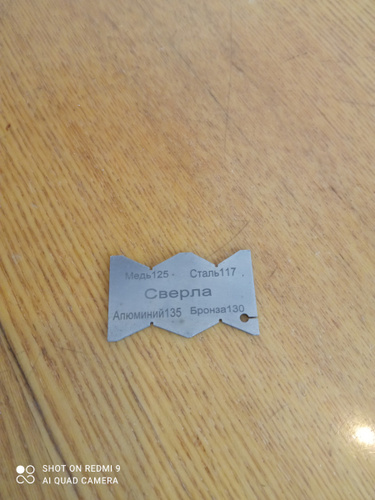 Медь125 Сталь117
Сверла
Алюминий135 Бронза130
SHOT ON REDMI 9
AI QUAD CAMERA